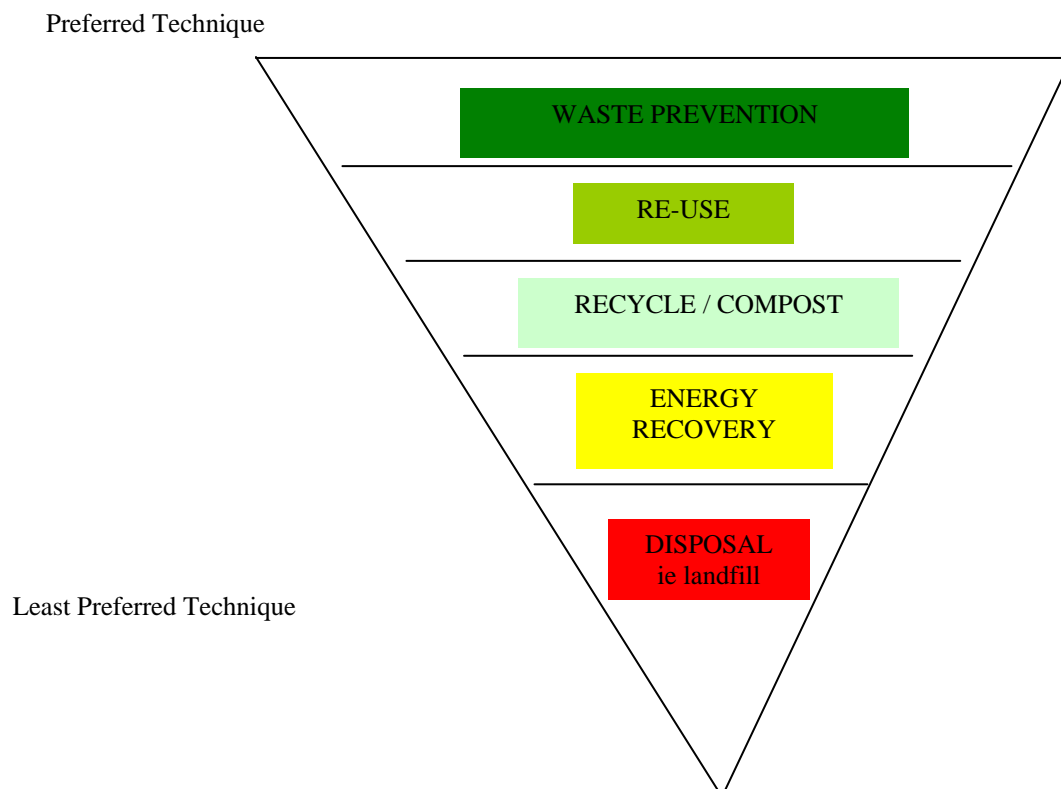 Preferred Technique
WASTE PREVENTION
RE-USE
RECYCLE / COMPOST
ENERGY
RECOVERY
DISPOSAL
ie landfill
Least Preferred Technique